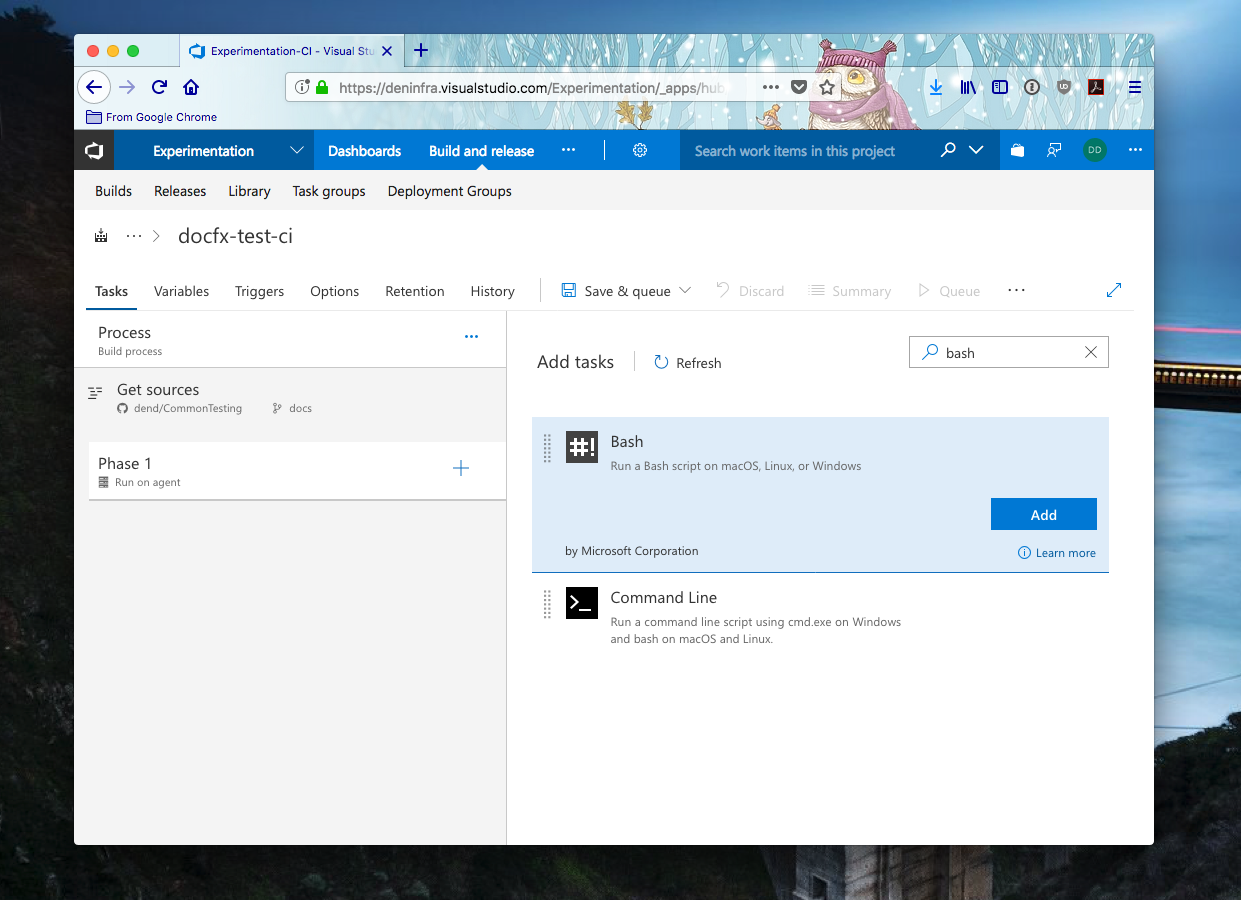 Experimentation-CI - Visual Stu
https://deninfra.visualstudio.com/Experimentation/_apps/hub
From Google Chrome
Experimentation
Dashboards
Build and release
Search work items in this project
DD
Builds
Releases
Library
Task groups
Deployment Groups
docfx-test-ci
Tasks
Variables
Triggers
Options
Retention
History
Save & queue
Discard
Summary
Queue
Process
Build process
Get sources
dend/CommonTesting
docs
Phase 1
Run on agent
Add tasks
Refresh
bash
#!
Bash
Run a Bash script on macOS, Linux, or Windows
Add
by Microsoft Corporation
Learn more
>_
Command Line
Run a command line script using cmd.exe on Windows
and bash on macOS and Linux.